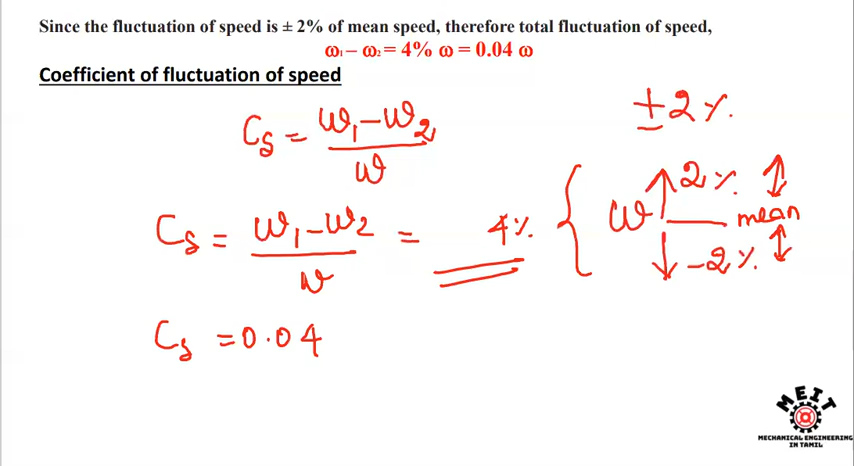 Since the fluctuation of speed is ± 2% of mean speed, therefore total fluctuation of speed,
ω₁ – ω₂ = 4% ω = 0.04 ω
Coefficient of fluctuation of speed
±2%.
Cs = ω₁-ω₂
ω
Cs = ω₁-ω₂ = 4%
ω
ω ↑ 2% ↕
mean
↓ -2% ↕
Cs = 0.04
MEIT
MECHANICAL ENGINEERING
IN TAMIL